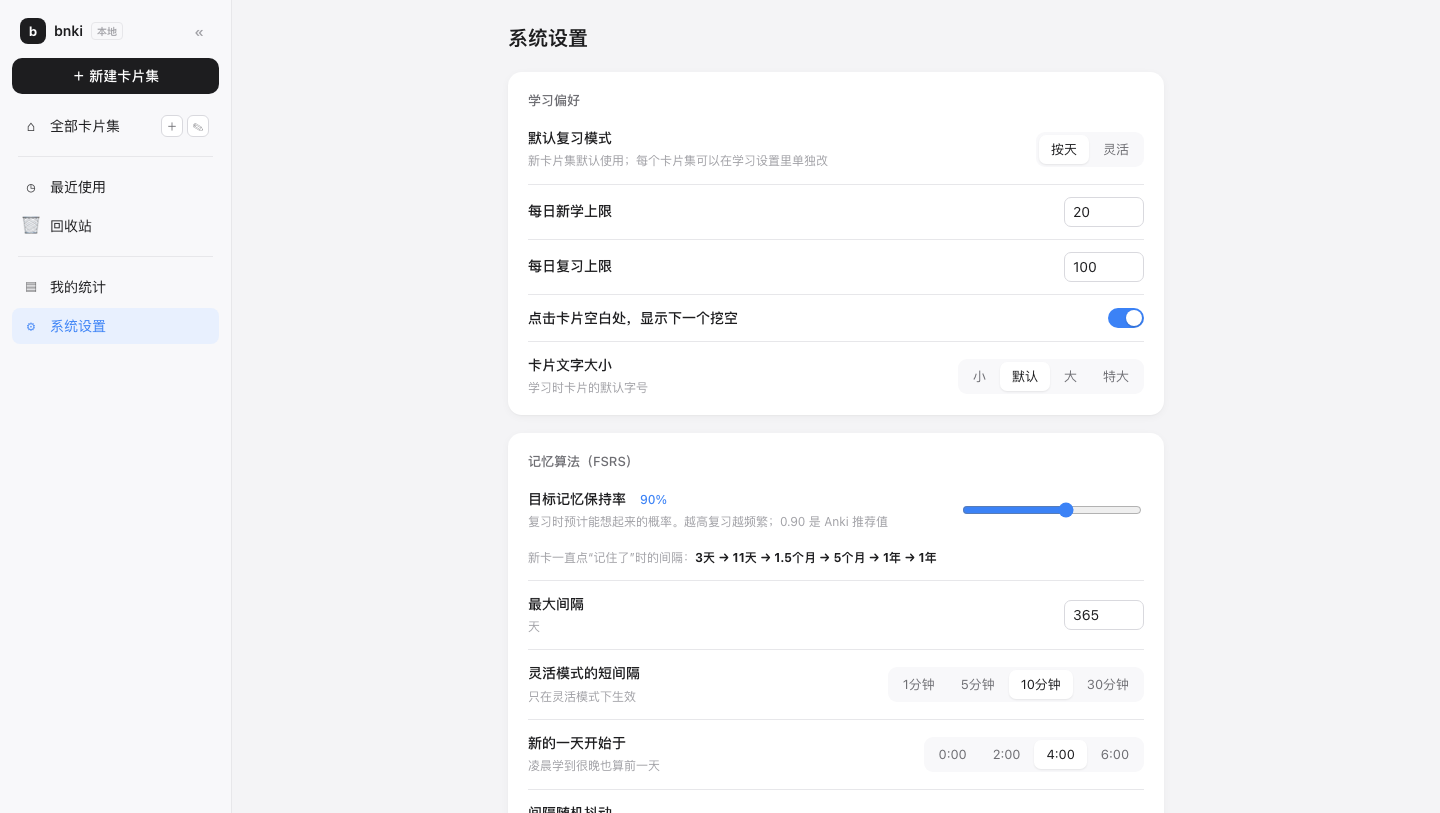 b bnki 本地 «
+ 新建卡片集
全部卡片集 +
最近使用
回收站
我的统计
系统设置
系统设置
学习偏好
默认复习模式
新卡片集默认使用；每个卡片集可以在学习设置里单独改
按天 灵活
每日新学上限 20
每日复习上限 100
点击卡片空白处，显示下一个挖空
卡片文字大小
学习时卡片的默认字号
小 默认 大 特大
记忆算法（FSRS）
目标记忆保持率 90%
复习时预计能想起来的概率。越高复习越频繁；0.90 是 Anki 推荐值
新卡一直点“记住了”时的间隔：3天 → 11天 → 1.5个月 → 5个月 → 1年 → 1年
最大间隔
天
365
灵活模式的短间隔
只在灵活模式下生效
1分钟 5分钟 10分钟 30分钟
新的一天开始于
凌晨学到很晚也算前一天
0:00 2:00 4:00 6:00
间隔随机抖动